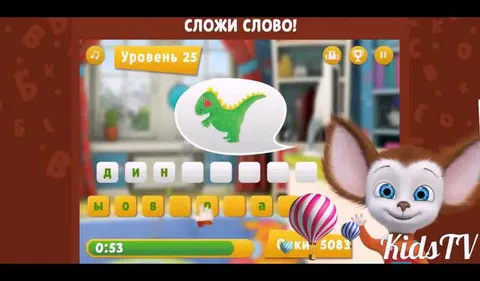 СЛОЖИ СЛОВО!
Уровень 25
Д И Н
Ы О В Р А
0:53
5083
KidsTV